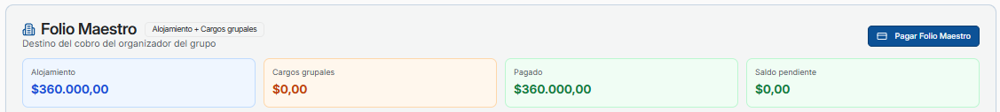 Folio Maestro
Alojamiento + Cargos grupales
Destino del cobro del organizador del grupo
Pagar Folio Maestro
Alojamiento
$360.000,00
Cargos grupales
$0,00
Pagado
$360.000,00
Saldo pendiente
$0,00